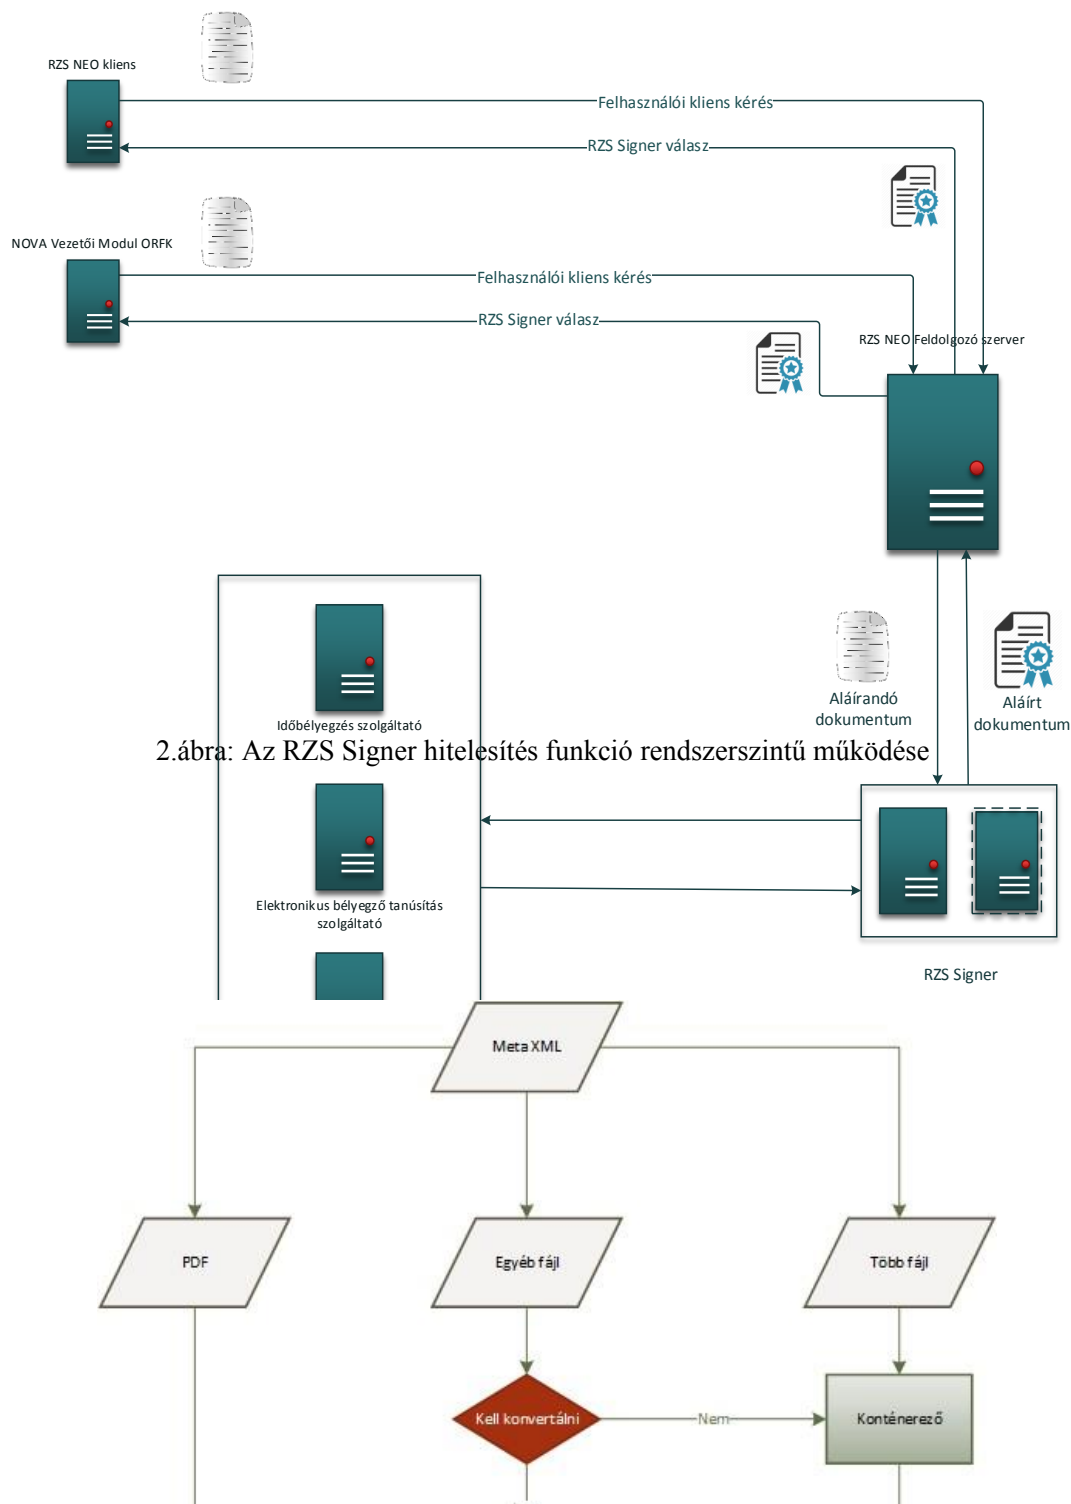 RZS NEO kliens
Felhasználói kliens kérés
RZS Signer válasz
NOVA Vezetői Modul ORFK
Felhasználói kliens kérés
RZS Signer válasz
RZS NEO Feldolgozó szerver
Aláírandó
dokumentum
Aláírt
dokumentum
Időbélyegzés szolgáltató
2.ábra: Az RZS Signer hitelesítés funkció rendszerszintű működése
Elektronikus bélyegző tanúsítás
szolgáltató
RZS Signer
Meta XML
PDF
Egyéb fájl
Több fájl
Kell konvertálni
Nem
Konténerező